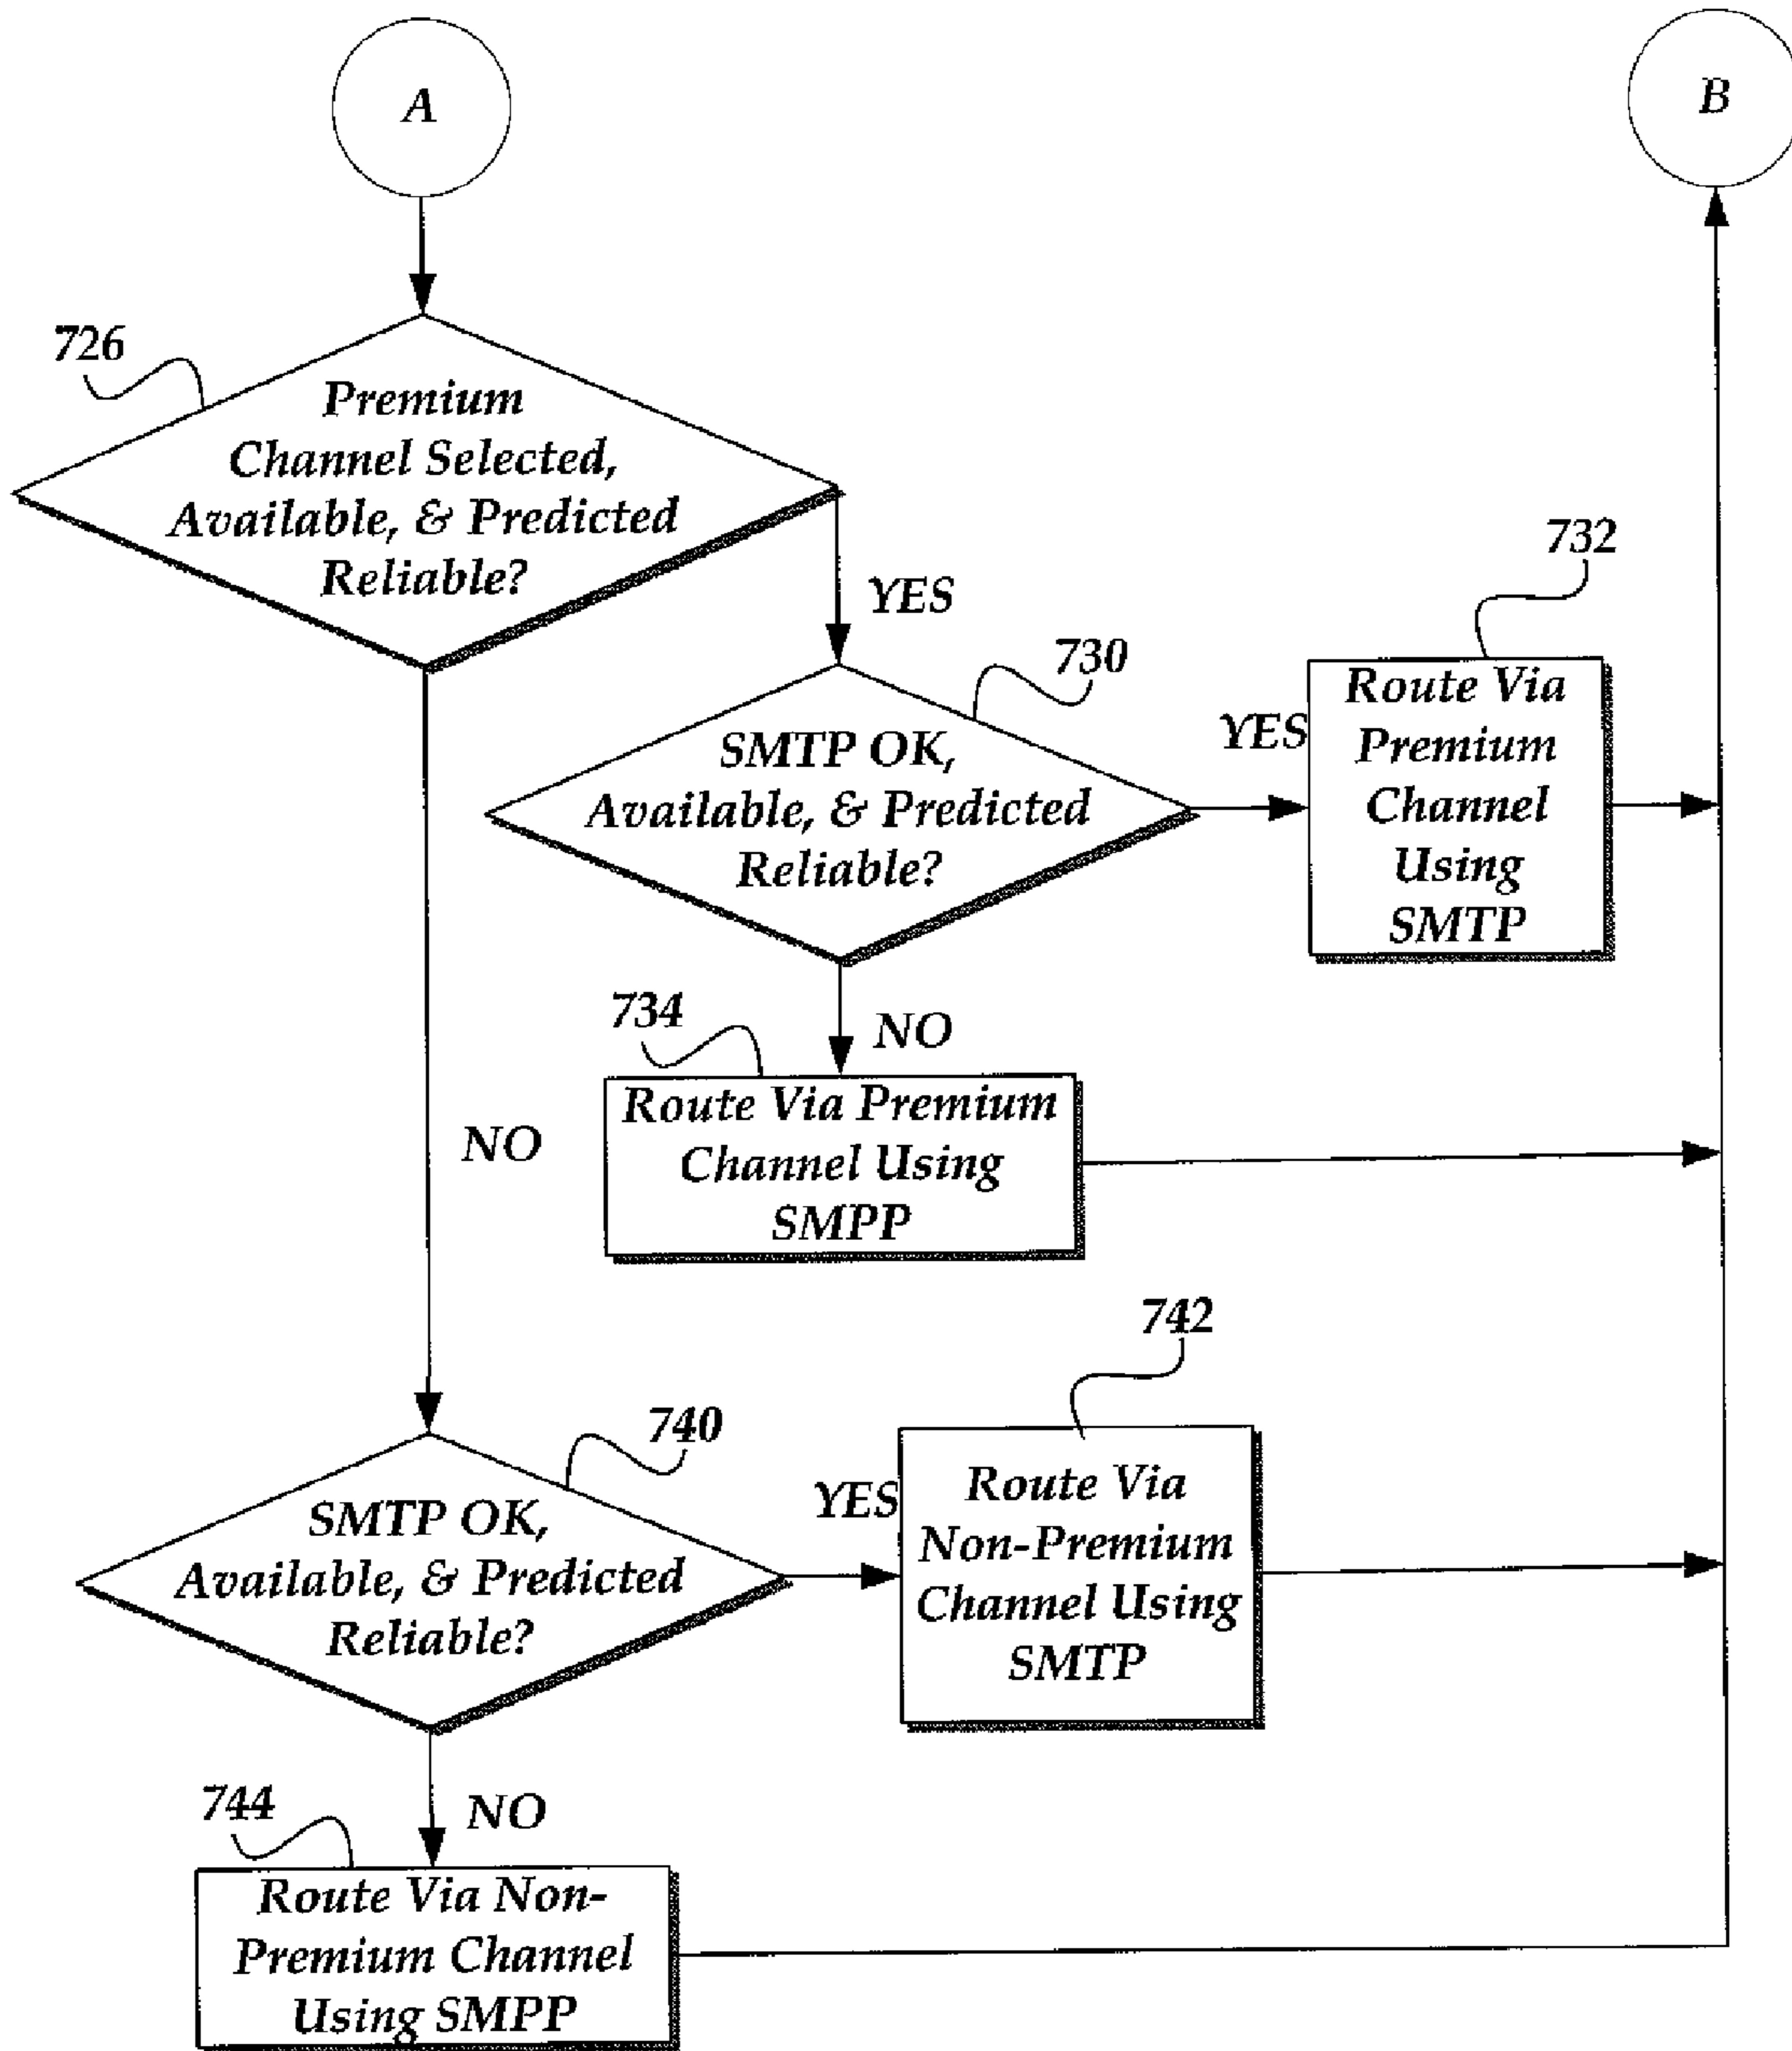 A
B
726
Premium
Channel Selected,
Available, & Predicted
Reliable?
YES
730
SMTP OK,
Available, & Predicted
Reliable?
YES
732
Route Via
Premium
Channel
Using
SMTP
NO
734
Route Via Premium
Channel Using
SMPP
NO
740
SMTP OK,
Available, & Predicted
Reliable?
YES
742
Route Via
Non-Premium
Channel Using
SMTP
NO
744
Route Via Non-
Premium Channel
Using SMPP